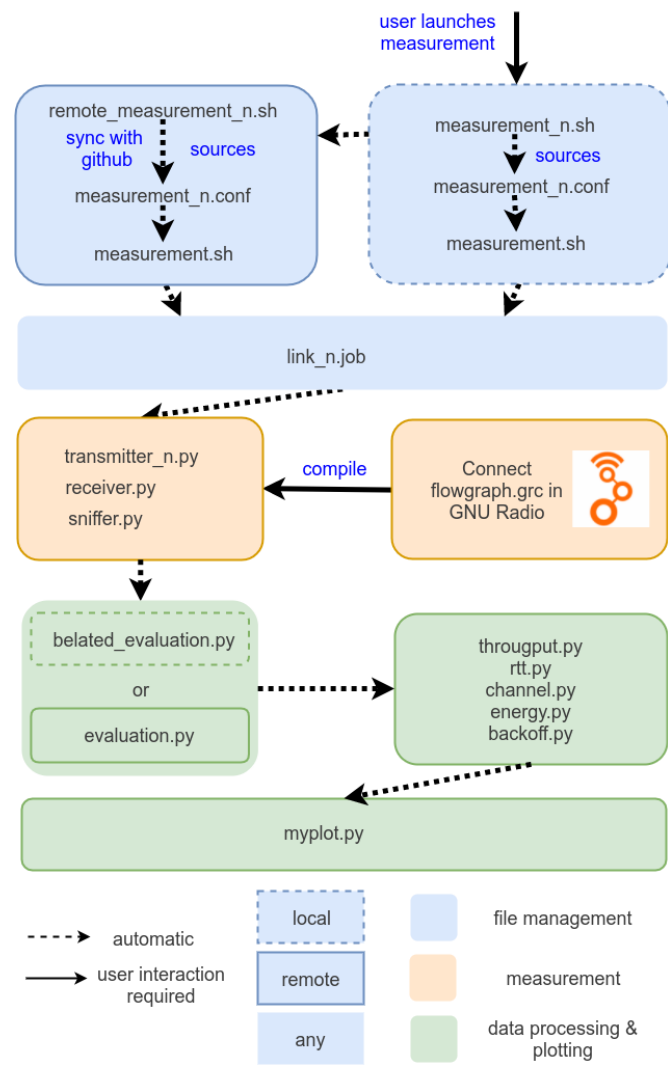 user launches
measurement
remote_measurement_n.sh
sync with
github
sources
measurement_n.conf
measurement.sh
measurement_n.sh
sources
measurement_n.conf
measurement.sh
link_n.job
transmitter_n.py
receiver.py
sniffer.py
compile
Connect
flowgraph.grc in
GNU Radio
belated_evaluation.py
or
evaluation.py
througput.py
rtt.py
channel.py
energy.py
backoff.py
myplot.py
automatic
user interaction
required
local
remote
any
file management
measurement
data processing &
plotting